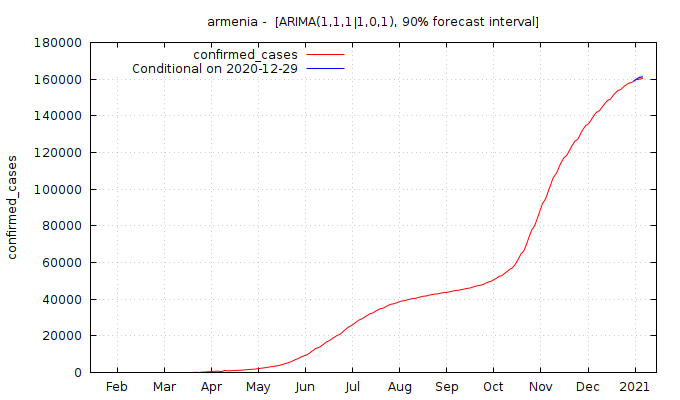 armenia -  [ARIMA(1,1,1|1,0,1), 90% forecast interval]
confirmed_cases
Conditional on 2020-12-29
confirmed_cases
180000
160000
140000
120000
100000
80000
60000
40000
20000
0
Feb Mar Apr May Jun Jul Aug Sep Oct Nov Dec 2021